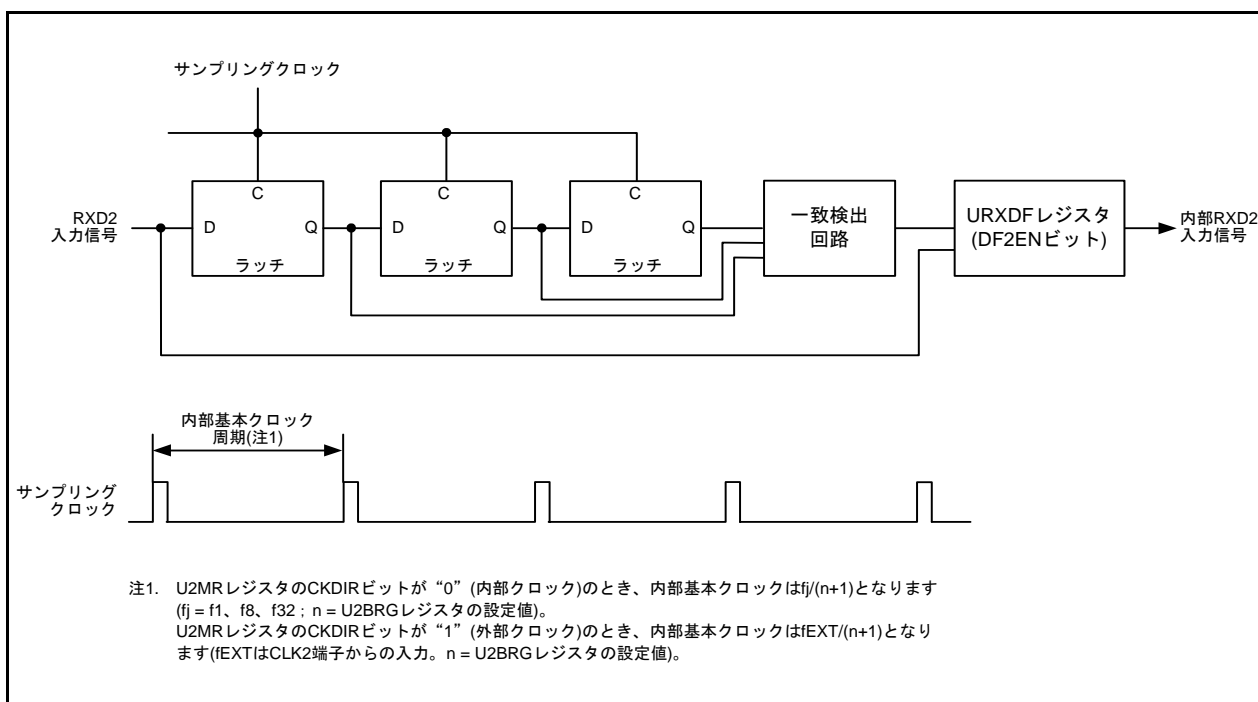 サンプリングクロック
C
C
C
RXD2
入力信号
D
Q
D
Q
D
Q
ラッチ
ラッチ
ラッチ
一致検出
回路
URXDFレジスタ
(DF2ENビット)
内部RXD2
入力信号
内部基本クロック
周期(注1)
サンプリング
クロック
注1. U2MRレジスタのCKDIRビットが“0”(内部クロック)のとき、内部基本クロックはfj/(n+1)となります
(fj = f1、f8、f32 ; n = U2BRGレジスタの設定値)。
U2MRレジスタのCKDIRビットが“1”(外部クロック)のとき、内部基本クロックはfEXT/(n+1)となり
ます(fEXTはCLK2端子からの入力。n = U2BRGレジスタの設定値)。